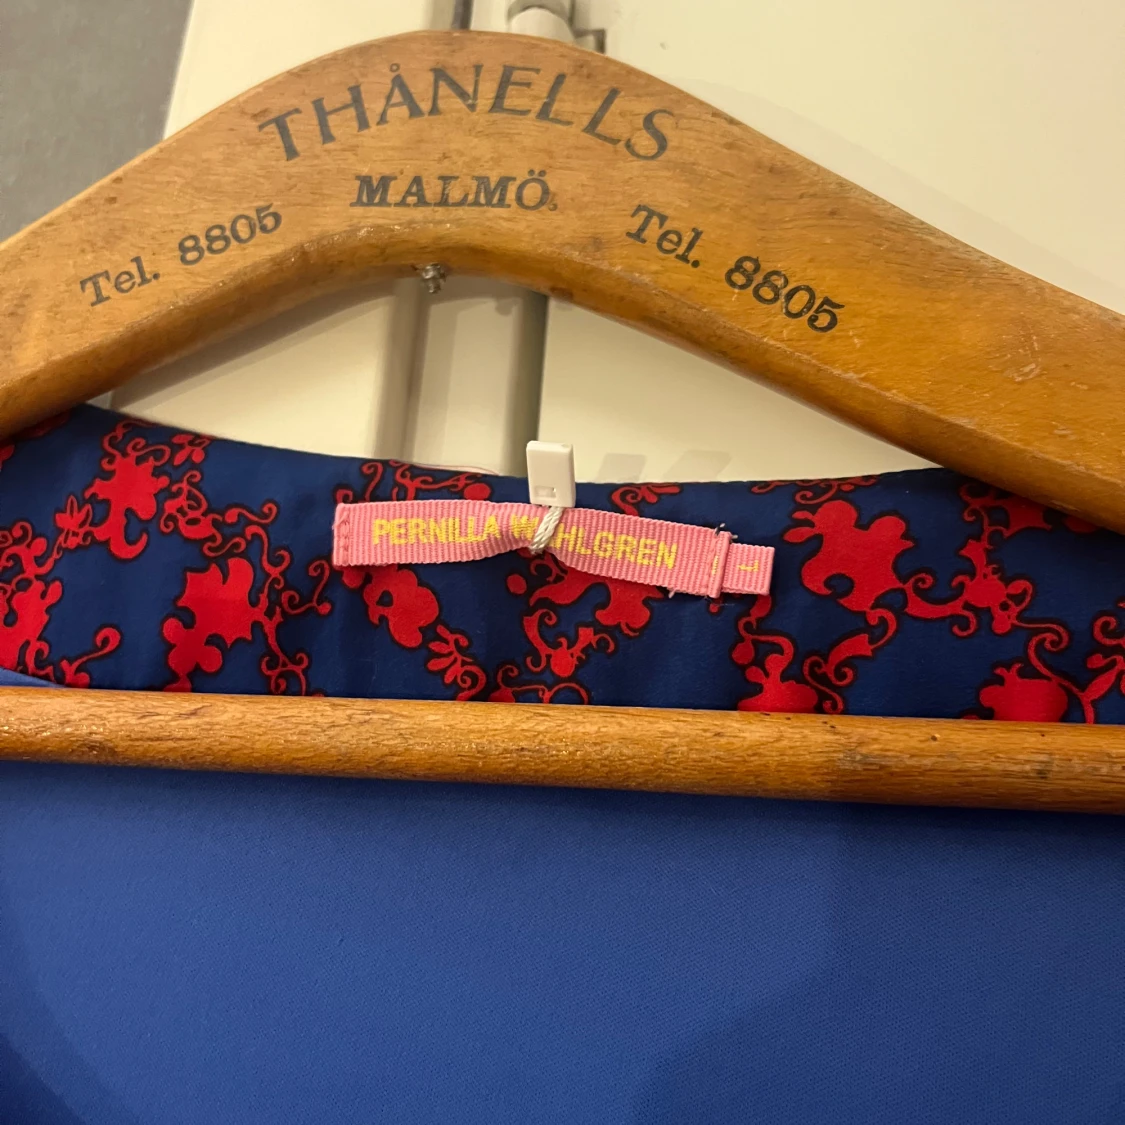 THÅNELLS
MALMÖ.
Tel. 8805
Tel. 8805
PERNILLA WAHLGREN
L